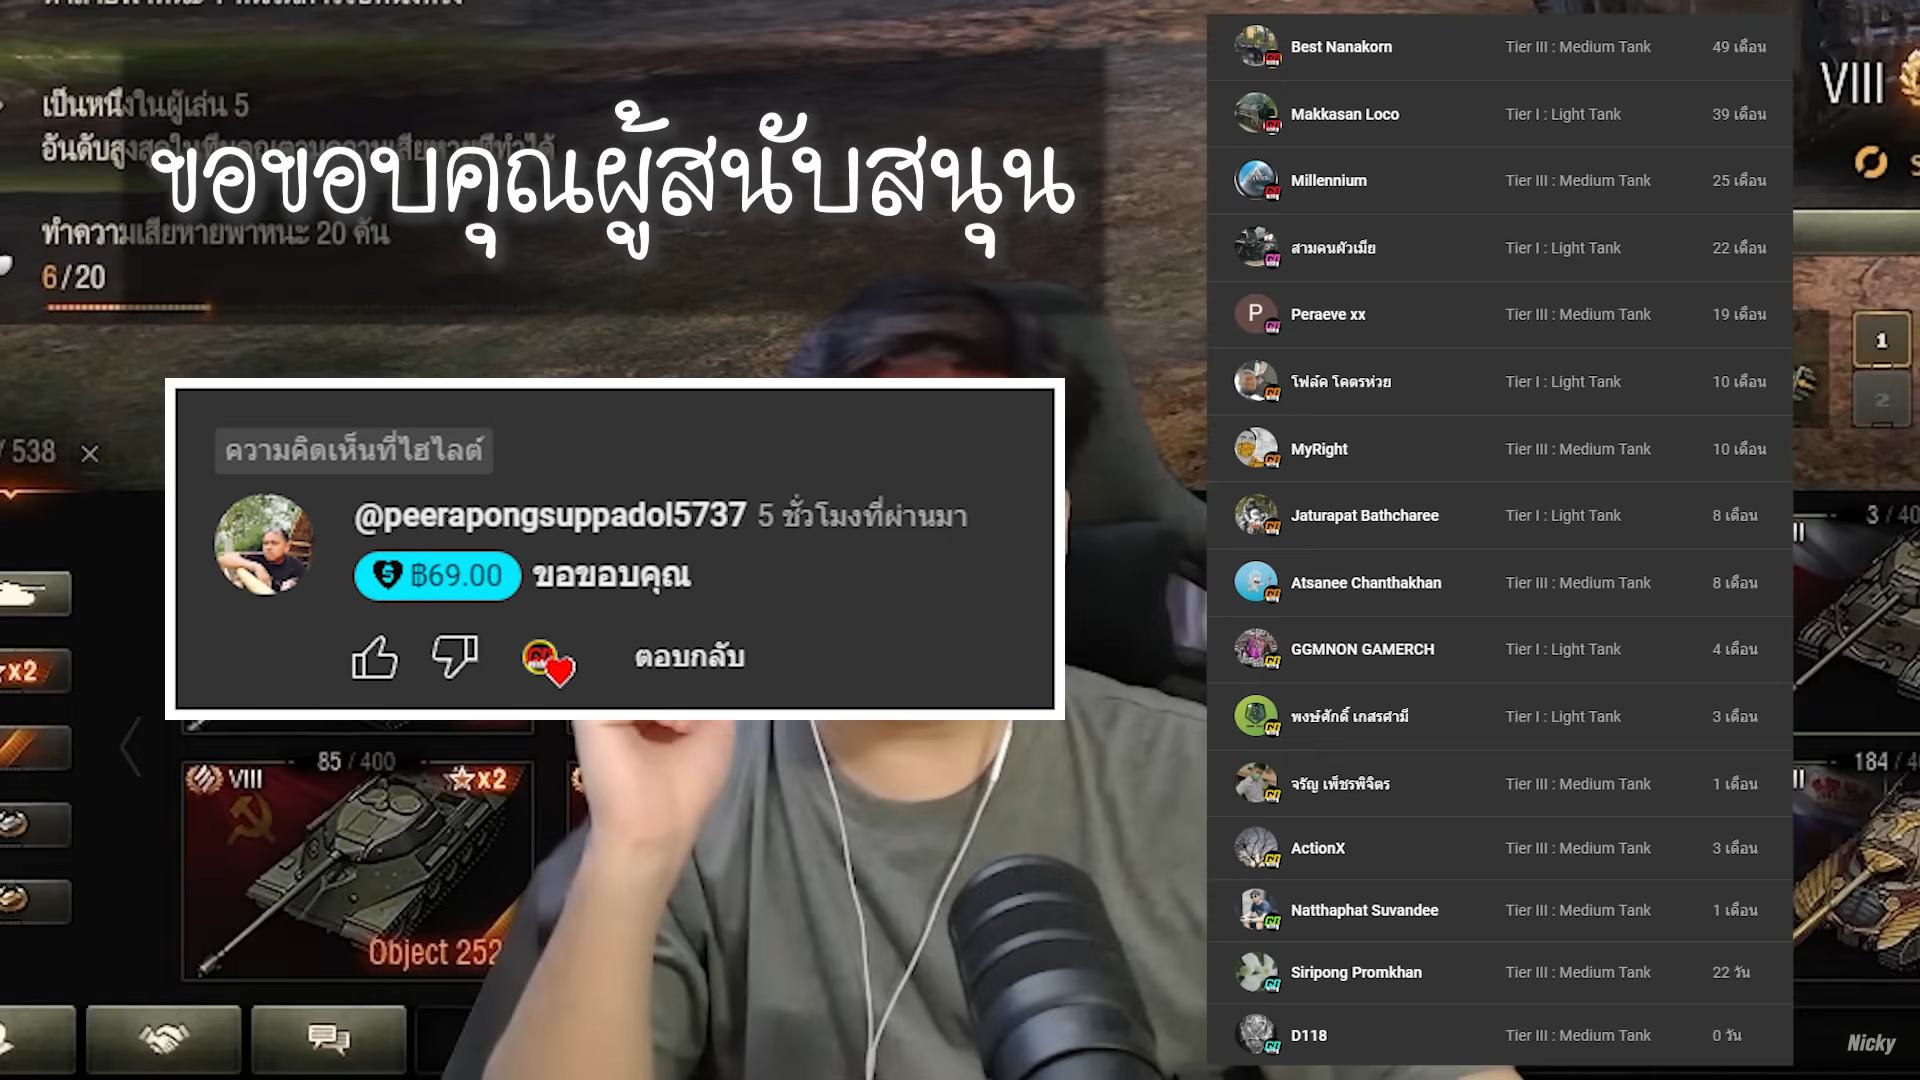 เป็นหนึ่งในผู้เล่น 5
ทำความเสียหายพาหนะ 20 คัน
6/20
ขอขอบคุณผู้สนับสนุน
/ 538
ความคิดเห็นที่ไฮไลต์
@peerapongsuppadol5737 5 ชั่วโมงที่ผ่านมา
฿69.00 ขอขอบคุณ
ตอบกลับ
x2
VIII 85 / 400 x2
Object 252
Best Nanakorn Tier III : Medium Tank 49 เดือน
Makkasan Loco Tier I : Light Tank 39 เดือน
Millennium Tier III : Medium Tank 25 เดือน
สามคนผัวเมีย Tier I : Light Tank 22 เดือน
P Peraeve xx Tier III : Medium Tank 19 เดือน
โฟล์ค โคตรห่วย Tier I : Light Tank 10 เดือน
MyRight Tier III : Medium Tank 10 เดือน
Jaturapat Bathcharee Tier I : Light Tank 8 เดือน
Atsanee Chanthakhan Tier III : Medium Tank 8 เดือน
GGMNON GAMERCH Tier I : Light Tank 4 เดือน
พงษ์ศักดิ์ เกสรศามี Tier I : Light Tank 3 เดือน
จรัญ เพ็ชรพิจิตร Tier III : Medium Tank 1 เดือน
ActionX Tier III : Medium Tank 3 เดือน
Natthaphat Suvandee Tier III : Medium Tank 1 เดือน
Siripong Promkhan Tier III : Medium Tank 22 วัน
D118 Tier III : Medium Tank 0 วัน
VIII
1
2
3 / 40
184 / 4
Nicky